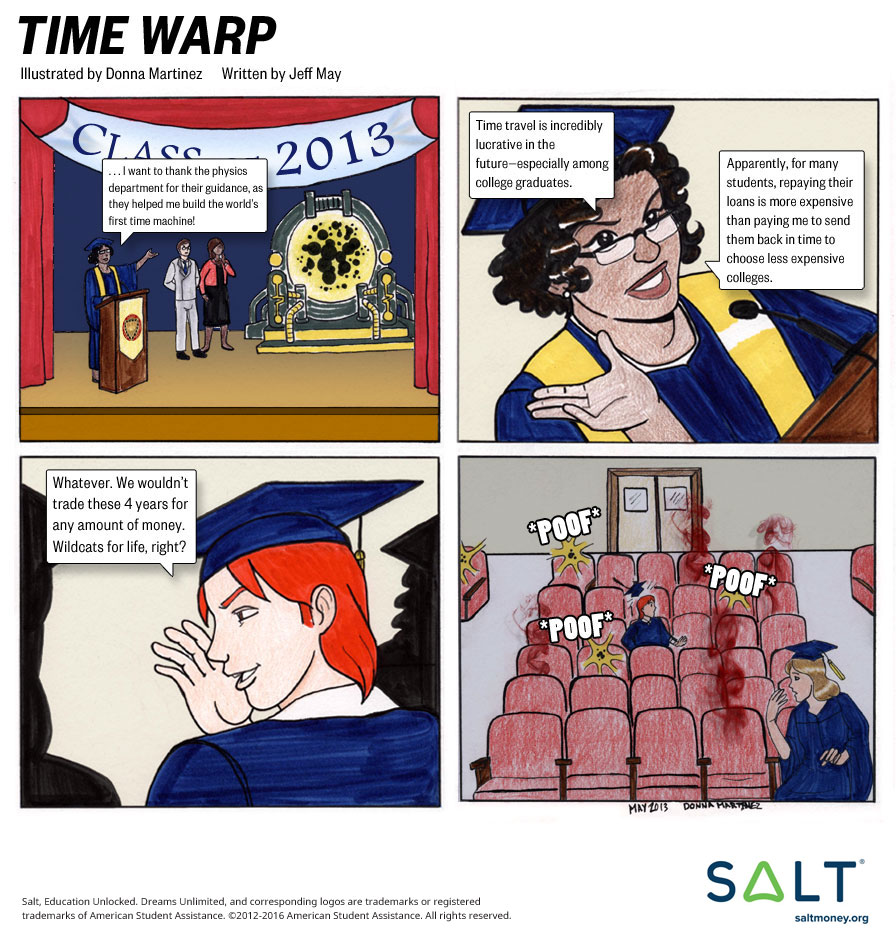 TIME WARP
Illustrated by Donna Martinez Written by Jeff May
CLASS OF 2013
. . . I want to thank the physics
department for their guidance, as
they helped me build the world’s
first time machine!
Time travel is incredibly
lucrative in the
future—especially among
college graduates.
Apparently, for many
students, repaying their
loans is more expensive
than paying me to send
them back in time to
choose less expensive
colleges.
Whatever. We wouldn’t
trade these 4 years for
any amount of money.
Wildcats for life, right?
*POOF*
*POOF*
*POOF*
MAY 2013 DONNA MARTINEZ
SALT®
saltmoney.org
Salt, Education Unlocked. Dreams Unlimited, and corresponding logos are trademarks or registered
trademarks of American Student Assistance. ©2012-2016 American Student Assistance. All rights reserved.